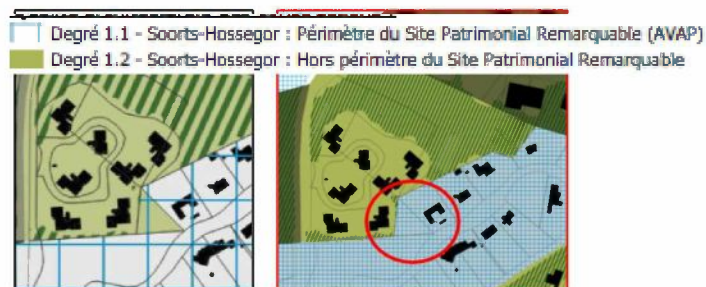 Degré 1.1 - Soorts-Hossegor : Périmètre du Site Patrimonial Remarquable (AVAP)
Degré 1.2 - Soorts-Hossegor : Hors périmètre du Site Patrimonial Remarquable